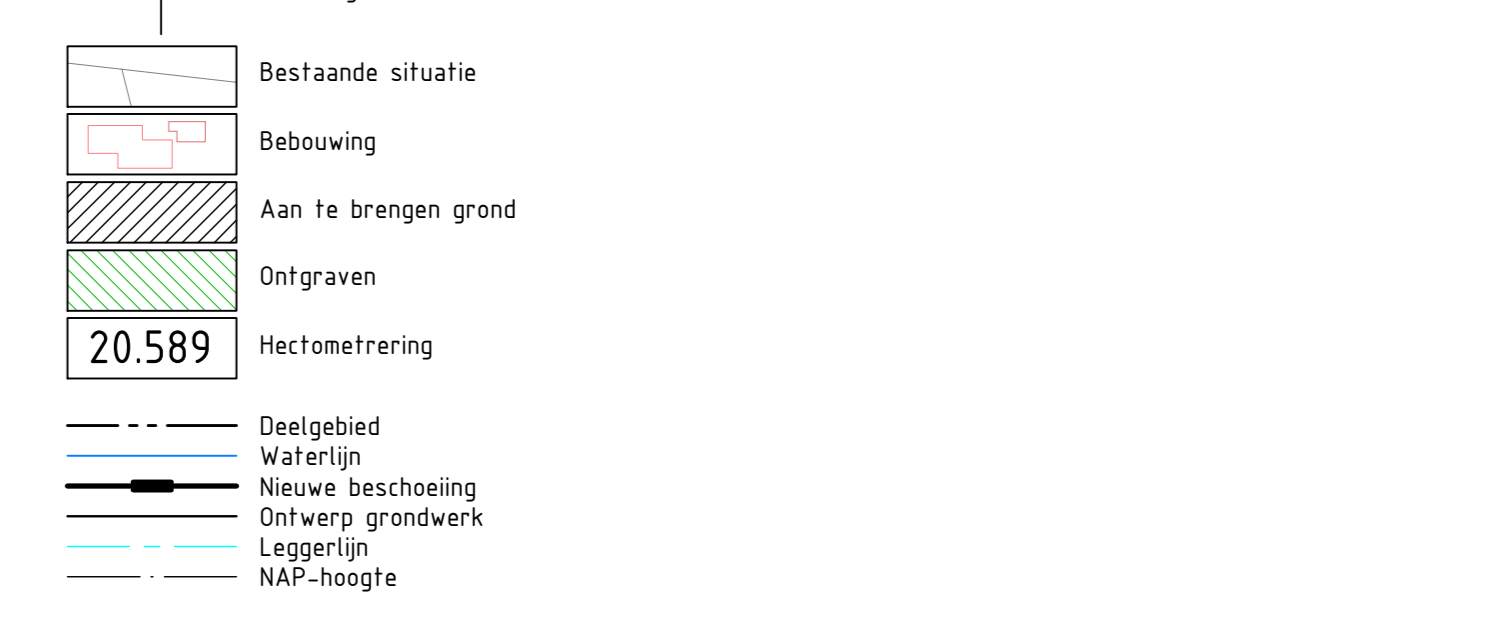 Bestaande situatie
Bebouwing
Aan te brengen grond
Ontgraven
20.589 Hectometrering
Deelgebied
Waterlijn
Nieuwe beschoeiing
Ontwerp grondwerk
Leggerlijn
NAP-hoogte